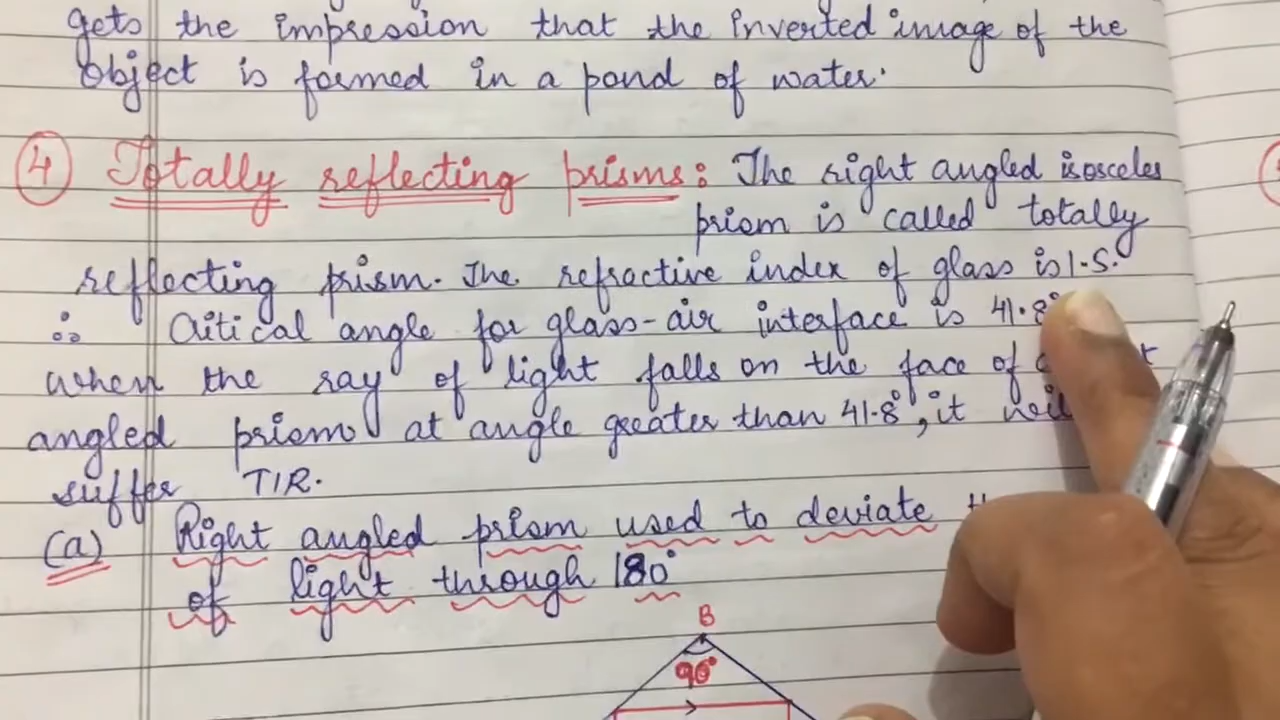 gets the impression that the inverted image of the
object is formed in a pond of water.
④ Totally reflecting prisms: The right angled isosceles
prism is called totally
reflecting prism. The refractive index of glass is 1.5.
∴ Critical angle for glass-air interface is 41.8°
when the ray of light falls on the face of
angled prism at angle greater than 41.8°, it
suffer TIR.
(a) Right angled prism used to deviate
of light through 180°
B
90°